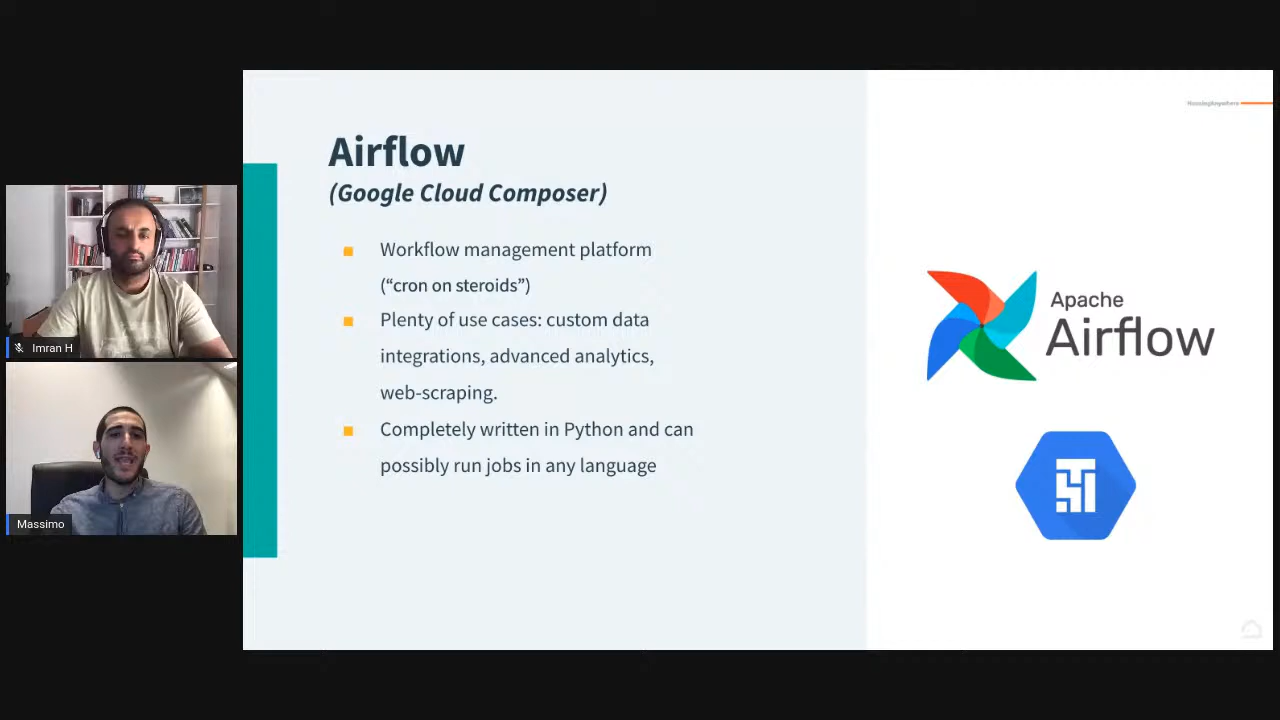 HousingAnywhere
Airflow
(Google Cloud Composer)
Workflow management platform
(“cron on steroids”)
Plenty of use cases: custom data
integrations, advanced analytics,
web-scraping.
Completely written in Python and can
possibly run jobs in any language
Apache
Airflow
Imran H
Massimo